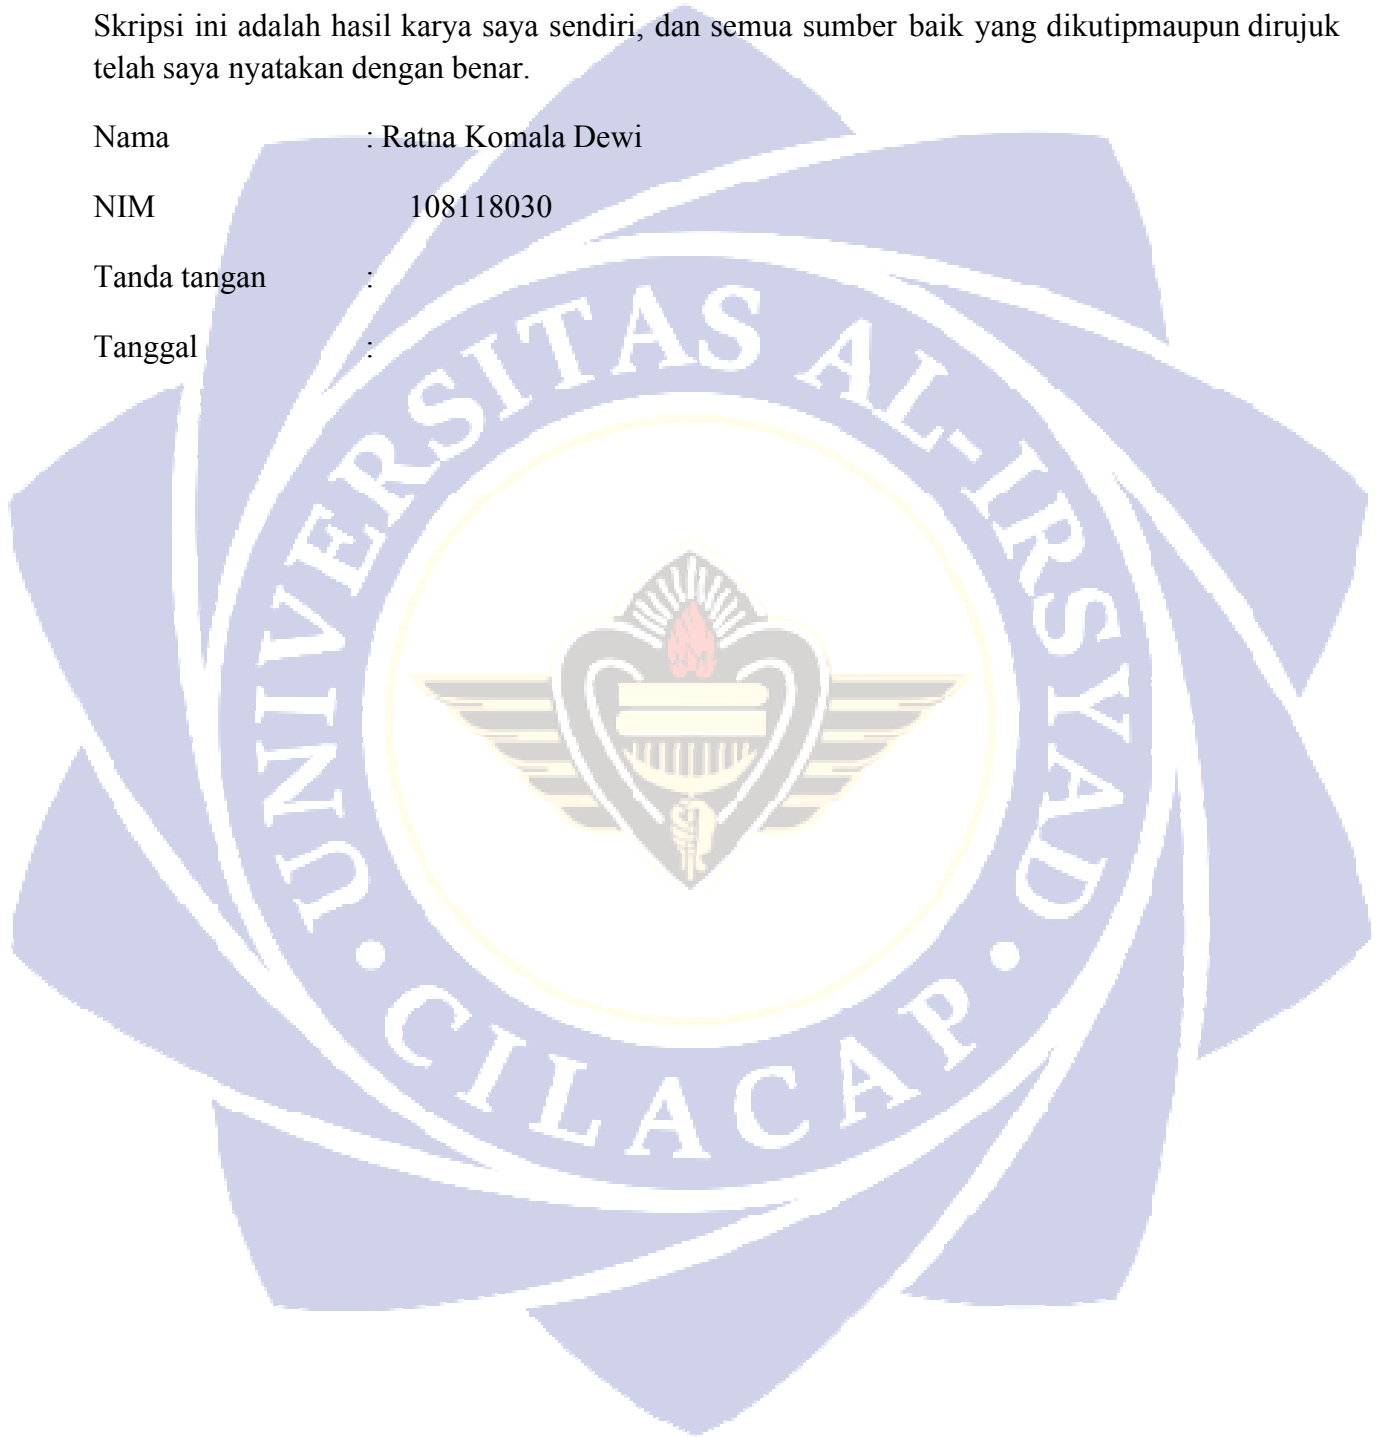 Skripsi ini adalah hasil karya saya sendiri, dan semua sumber baik yang dikutipmaupun dirujuk
telah saya nyatakan dengan benar.
Nama : Ratna Komala Dewi
NIM 108118030
Tanda tangan :
Tanggal :
UNIVERSITAS AL-IRSYAD
• CILACAP •